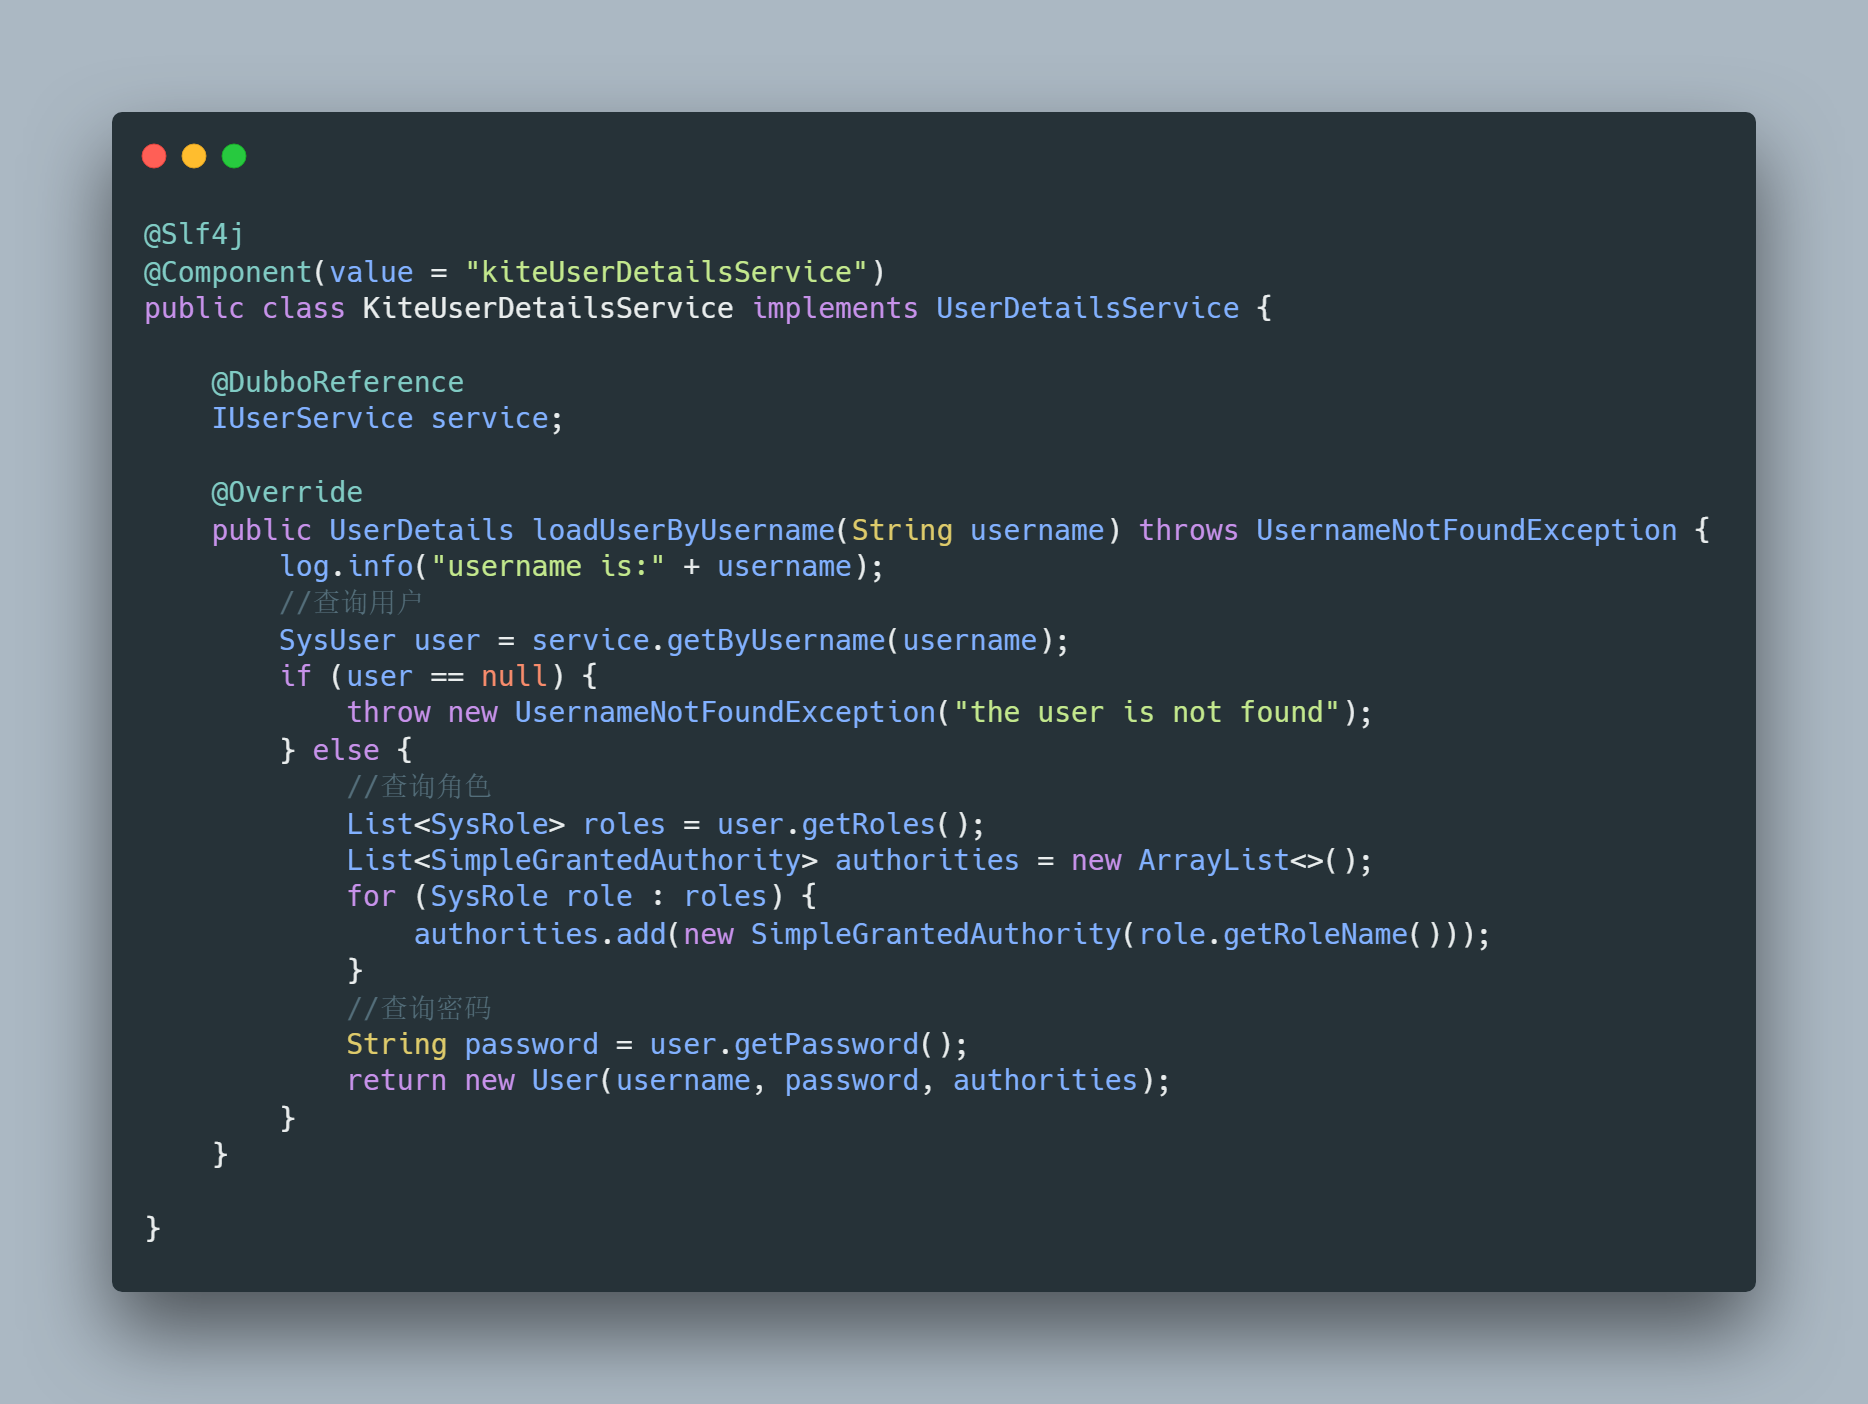 @Slf4j
@Component(value = "kiteUserDetailsService")
public class KiteUserDetailsService implements UserDetailsService {
@DubboReference
IUserService service;
@Override
public UserDetails loadUserByUsername(String username) throws UsernameNotFoundException {
log.info("username is:" + username);
//查询用户
SysUser user = service.getByUsername(username);
if (user == null) {
throw new UsernameNotFoundException("the user is not found");
} else {
//查询角色
List<SysRole> roles = user.getRoles();
List<SimpleGrantedAuthority> authorities = new ArrayList<>();
for (SysRole role : roles) {
authorities.add(new SimpleGrantedAuthority(role.getRoleName()));
}
//查询密码
String password = user.getPassword();
return new User(username, password, authorities);
}
}
}